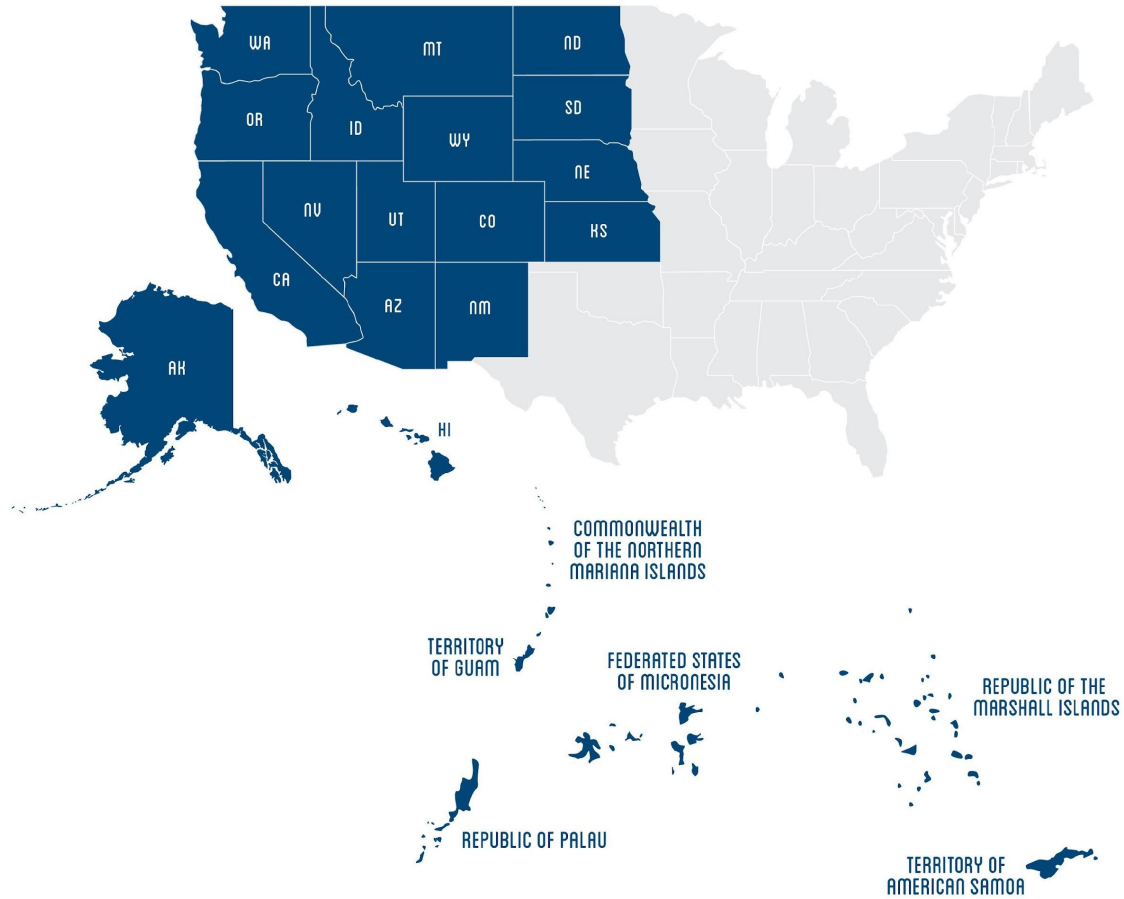 WA
MT
ND
OR
ID
SD
WY
NE
NV
UT
CO
KS
CA
AZ
NM
AK
HI
COMMONWEALTH
OF THE NORTHERN
MARIANA ISLANDS
TERRITORY
OF GUAM
FEDERATED STATES
OF MICRONESIA
REPUBLIC OF THE
MARSHALL ISLANDS
REPUBLIC OF PALAU
TERRITORY OF
AMERICAN SAMOA